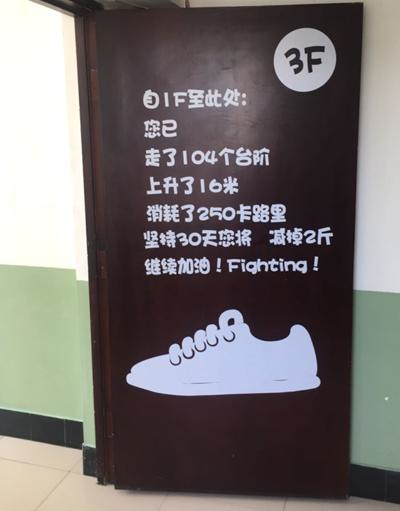 3F
自1F至此处:
您已
走了104个台阶
上升了16米
消耗了250卡路里
坚持30天您将 减掉2斤
继续加油！Fighting！